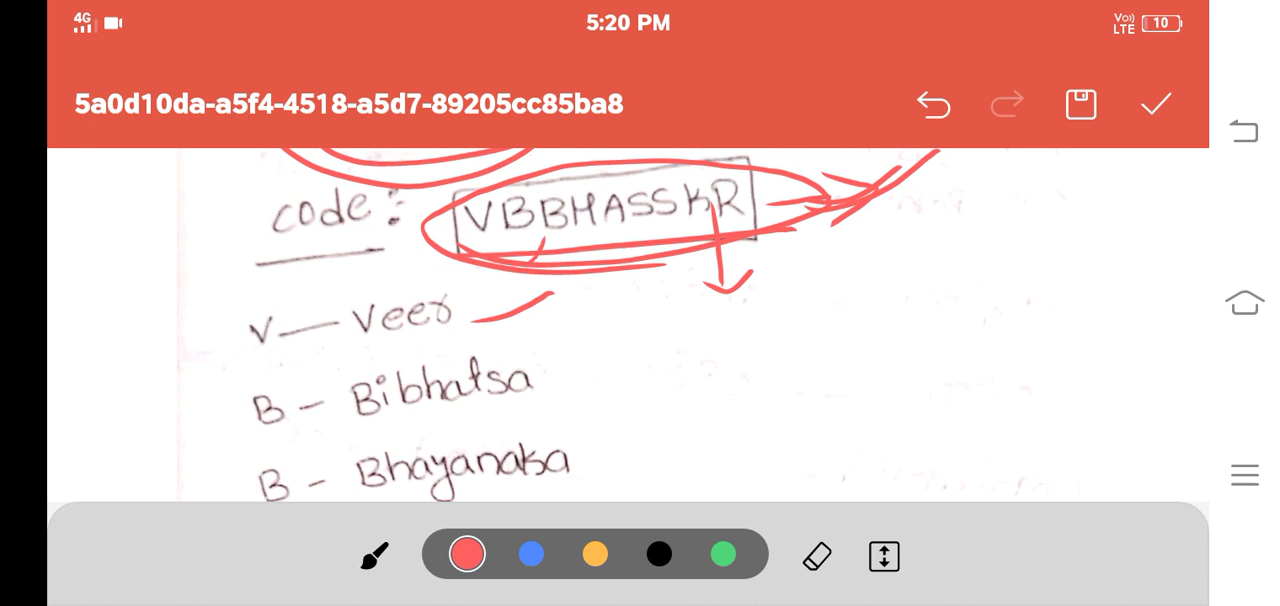 4G 5:20 PM Vo)) LTE 10
5a0d10da-a5f4-4518-a5d7-89205cc85ba8
code: VBBHASSKR
V — Veer
B - Bibhatsa
B - Bhayanaka